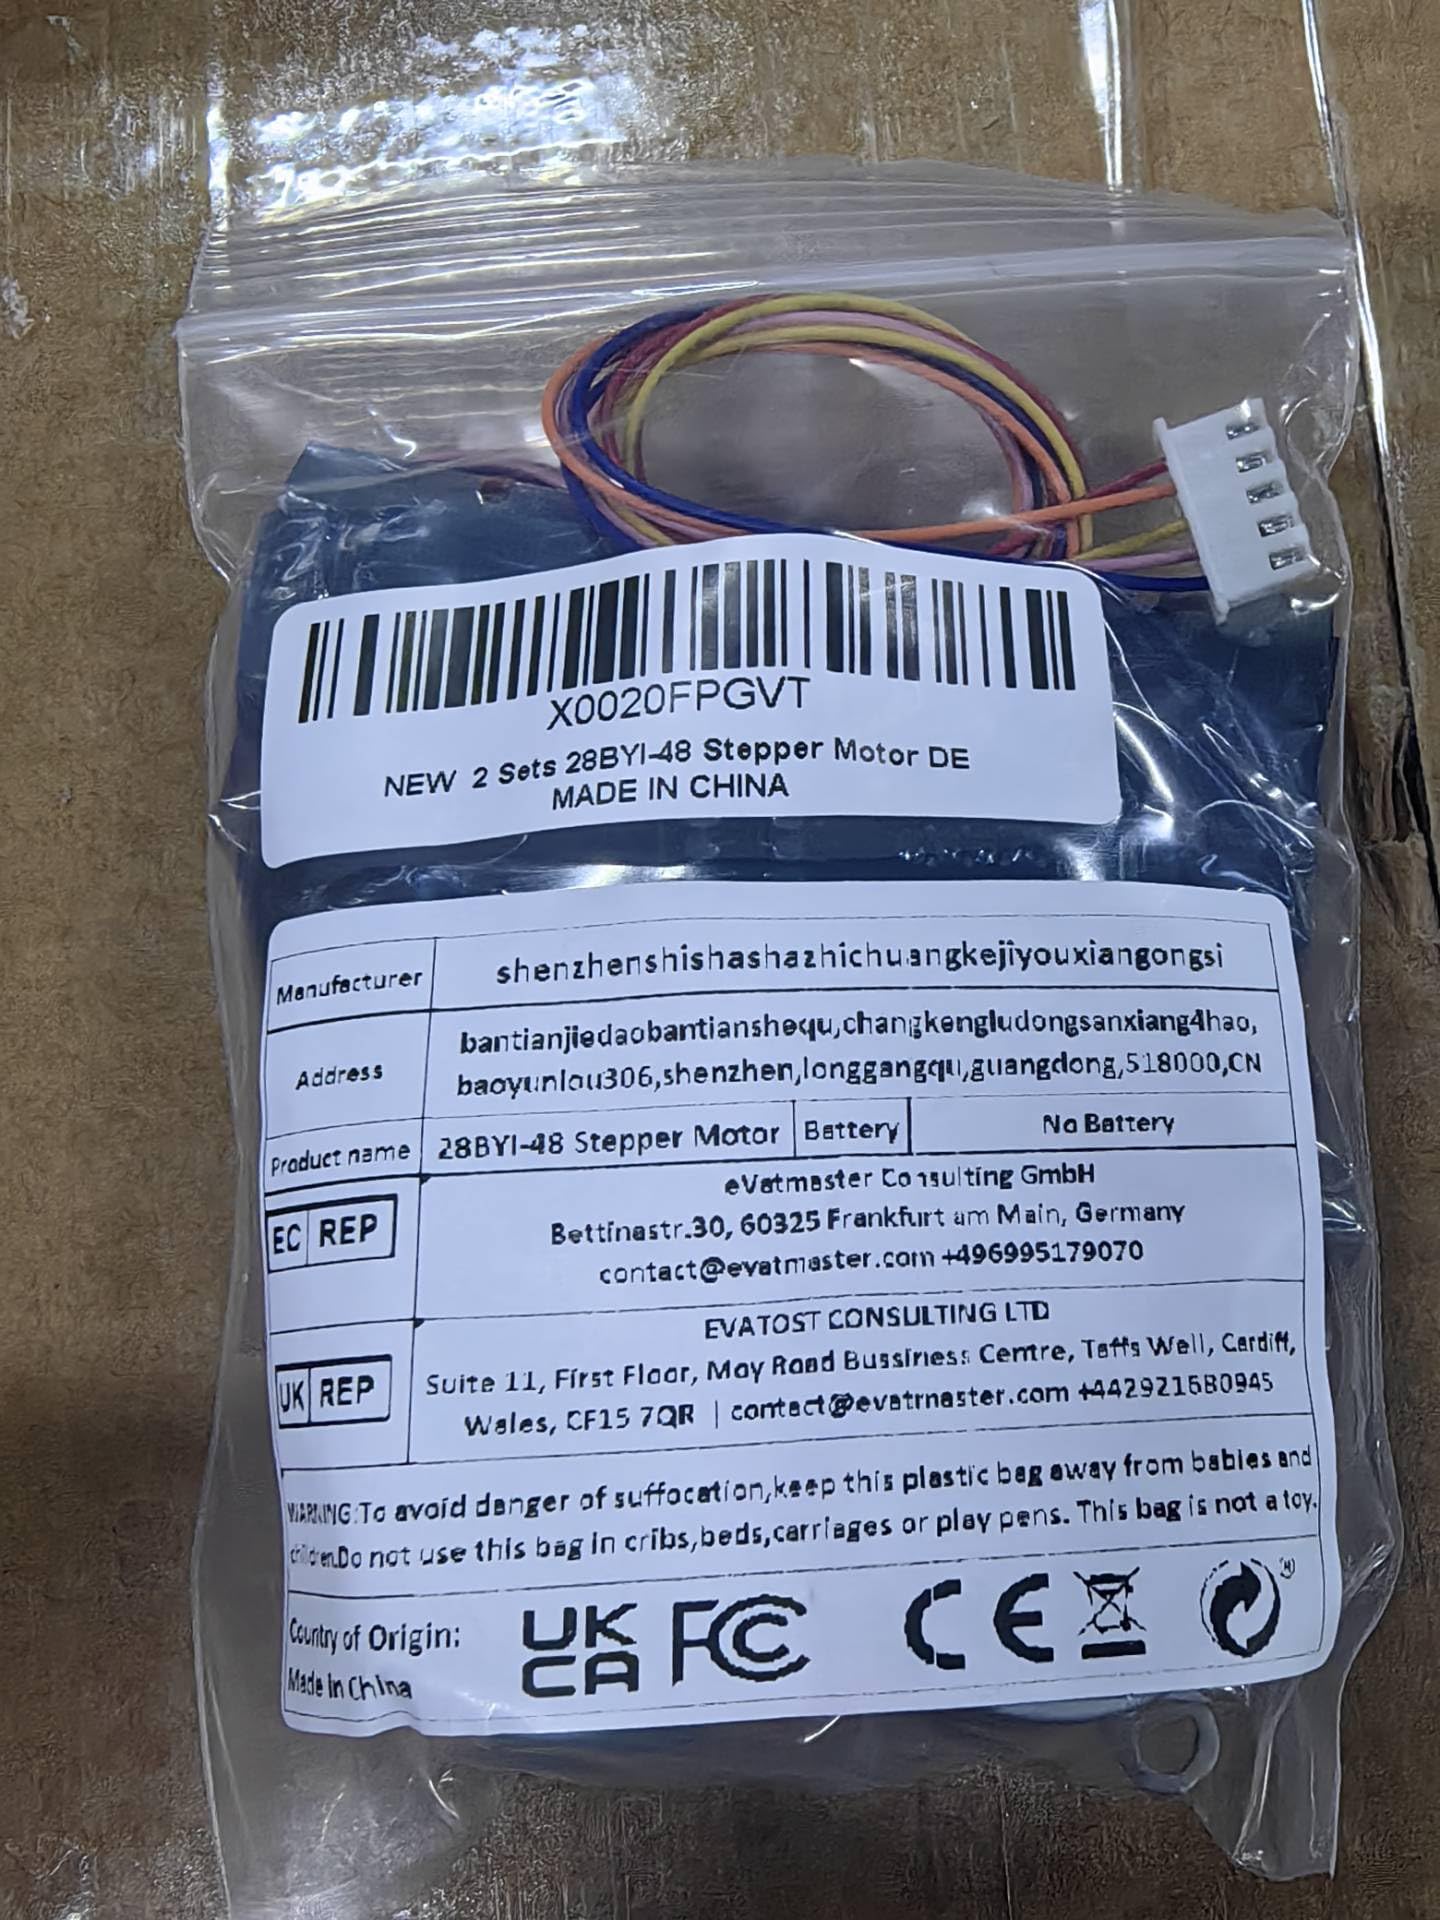 X0020FPGVT
NEW 2 Sets 28BYI-48 Stepper Motor DE
MADE IN CHINA
Manufacturer
shenzhenshishashazhichuangkejiyouxiangongsi
Address
bantianjiedaobantianshequ,changkengludongsanxiang4hao,
baoyunlou306,shenzhen,longgangqu,guangdong,518000,CN
Product name
28BYI-48 Stepper Motor
Battery
No Battery
EC REP
eVatmaster Consulting GmbH
Bettinastr.30, 60325 Frankfurt am Main, Germany
contact@evatmaster.com +496995179070
UK REP
EVATOST CONSULTING LTD
Suite 11, First Floor, Moy Road Bussiness Centre, Taffs Well, Cardiff,
Wales, CF15 7QR | contact@evatmaster.com +442921680945
WARNING:To avoid danger of suffocation,keep this plastic bag away from babies and
children.Do not use this bag in cribs,beds,carriages or play pens. This bag is not a toy.
Country of Origin:
Made in China
UK
CA
FC
CE